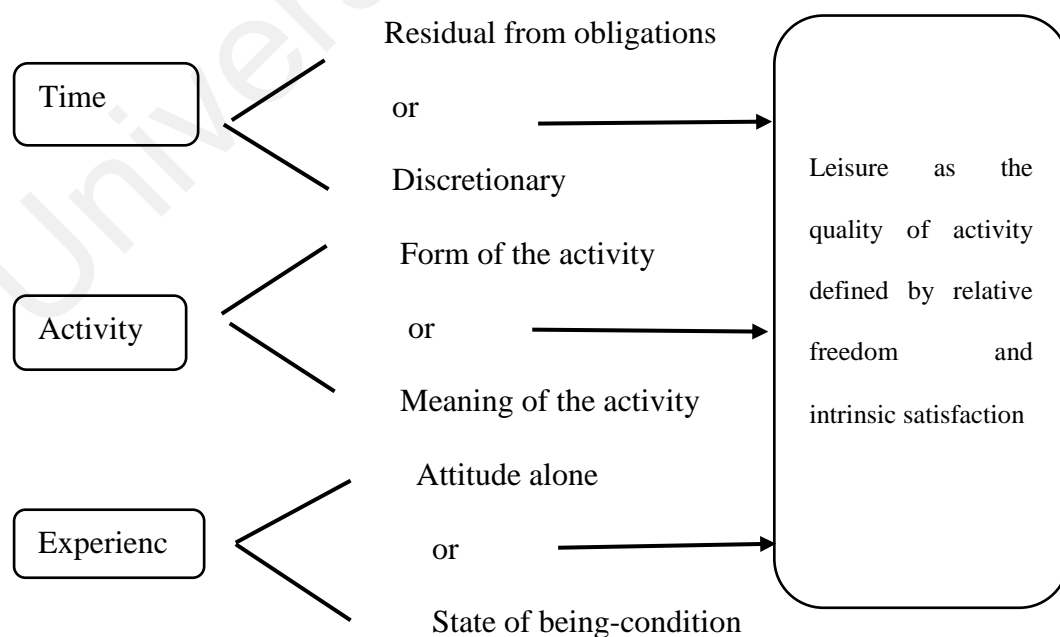 Residual from obligations
Time
or
Discretionary
Form of the activity
Activity
or
Meaning of the activity
Attitude alone
Experienc
or
State of being-condition
Leisure as the
quality of activity
defined by relative
freedom and
intrinsic satisfaction
Univers